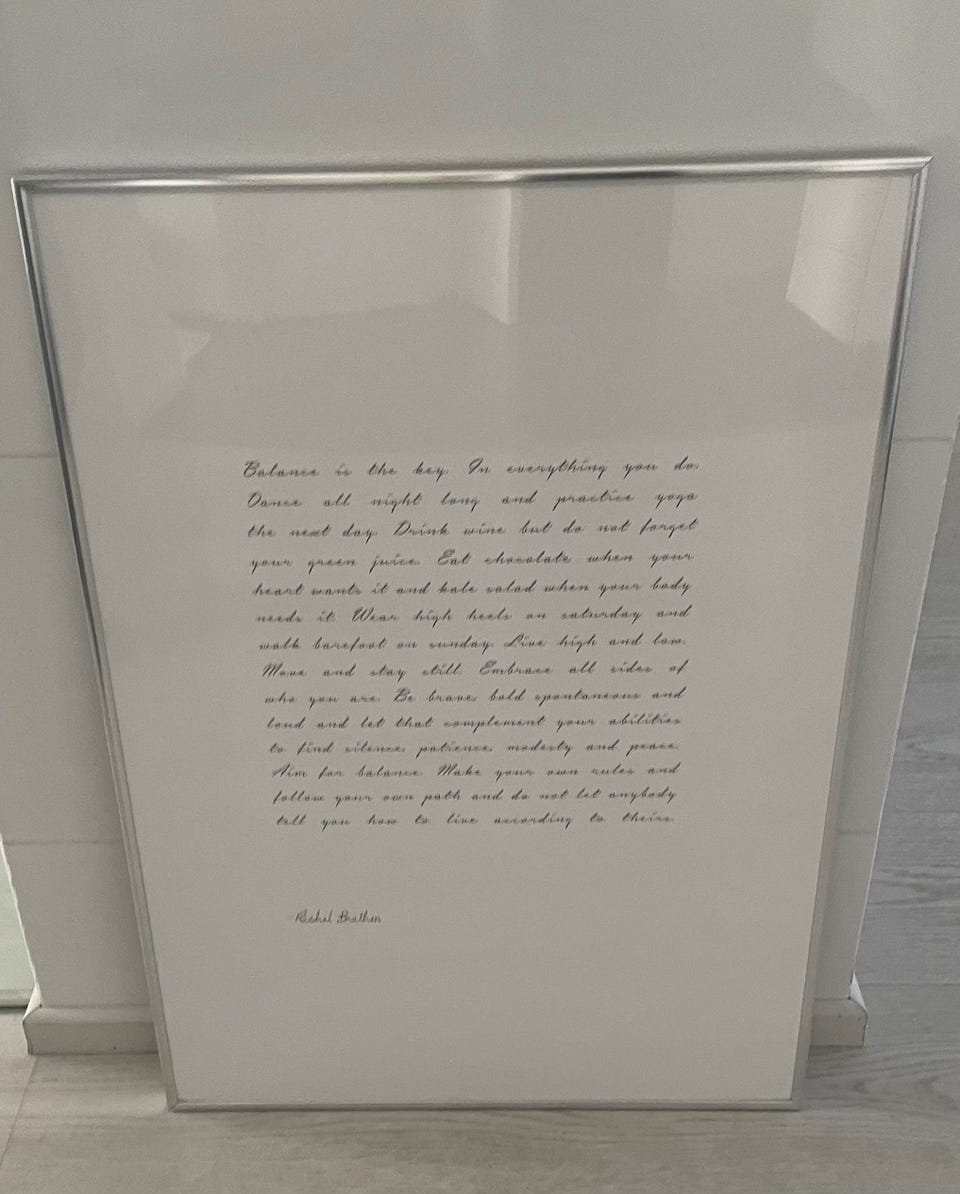 Balance is the key. In everything you do.
Dance all night long and practice yoga
the next day. Drink wine but do not forget
your green juice. Eat chocolate when your
heart wants it and kale salad when your body
needs it. Wear high heels on saturday and
walk barefoot on sunday. Live high and low.
Move and stay still. Embrace all sides of
who you are. Be brave, bold spontaneous and
loud and let that complement your abilities
to find silence, patience, modesty and peace.
Aim for balance. Make your own rules and
follow your own path and do not let anybody
tell you how to live according to theirs.
Rachel Brathen